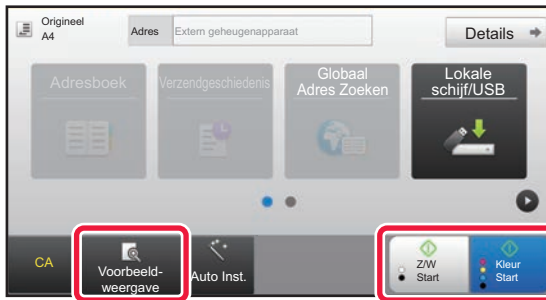 Origineel
A4
Adres
Extern geheugenapparaat
Details
Adresboek
Verzendgeschiedenis
Globaal
Adres Zoeken
Lokale
schijf/USB
CA
Voorbeeld-
weergave
Auto Inst.
Z/W
Start
Kleur
Start